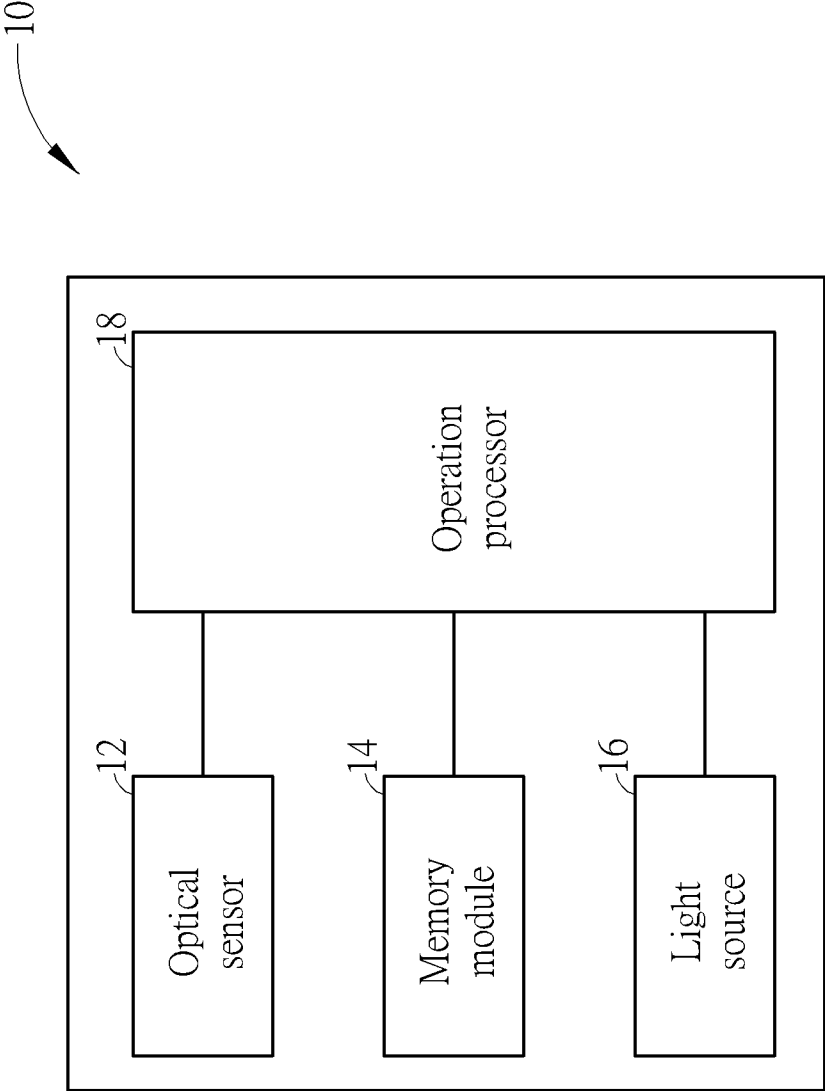 10
12
Optical
sensor
14
Memory
module
16
Light
source
18
Operation
processor